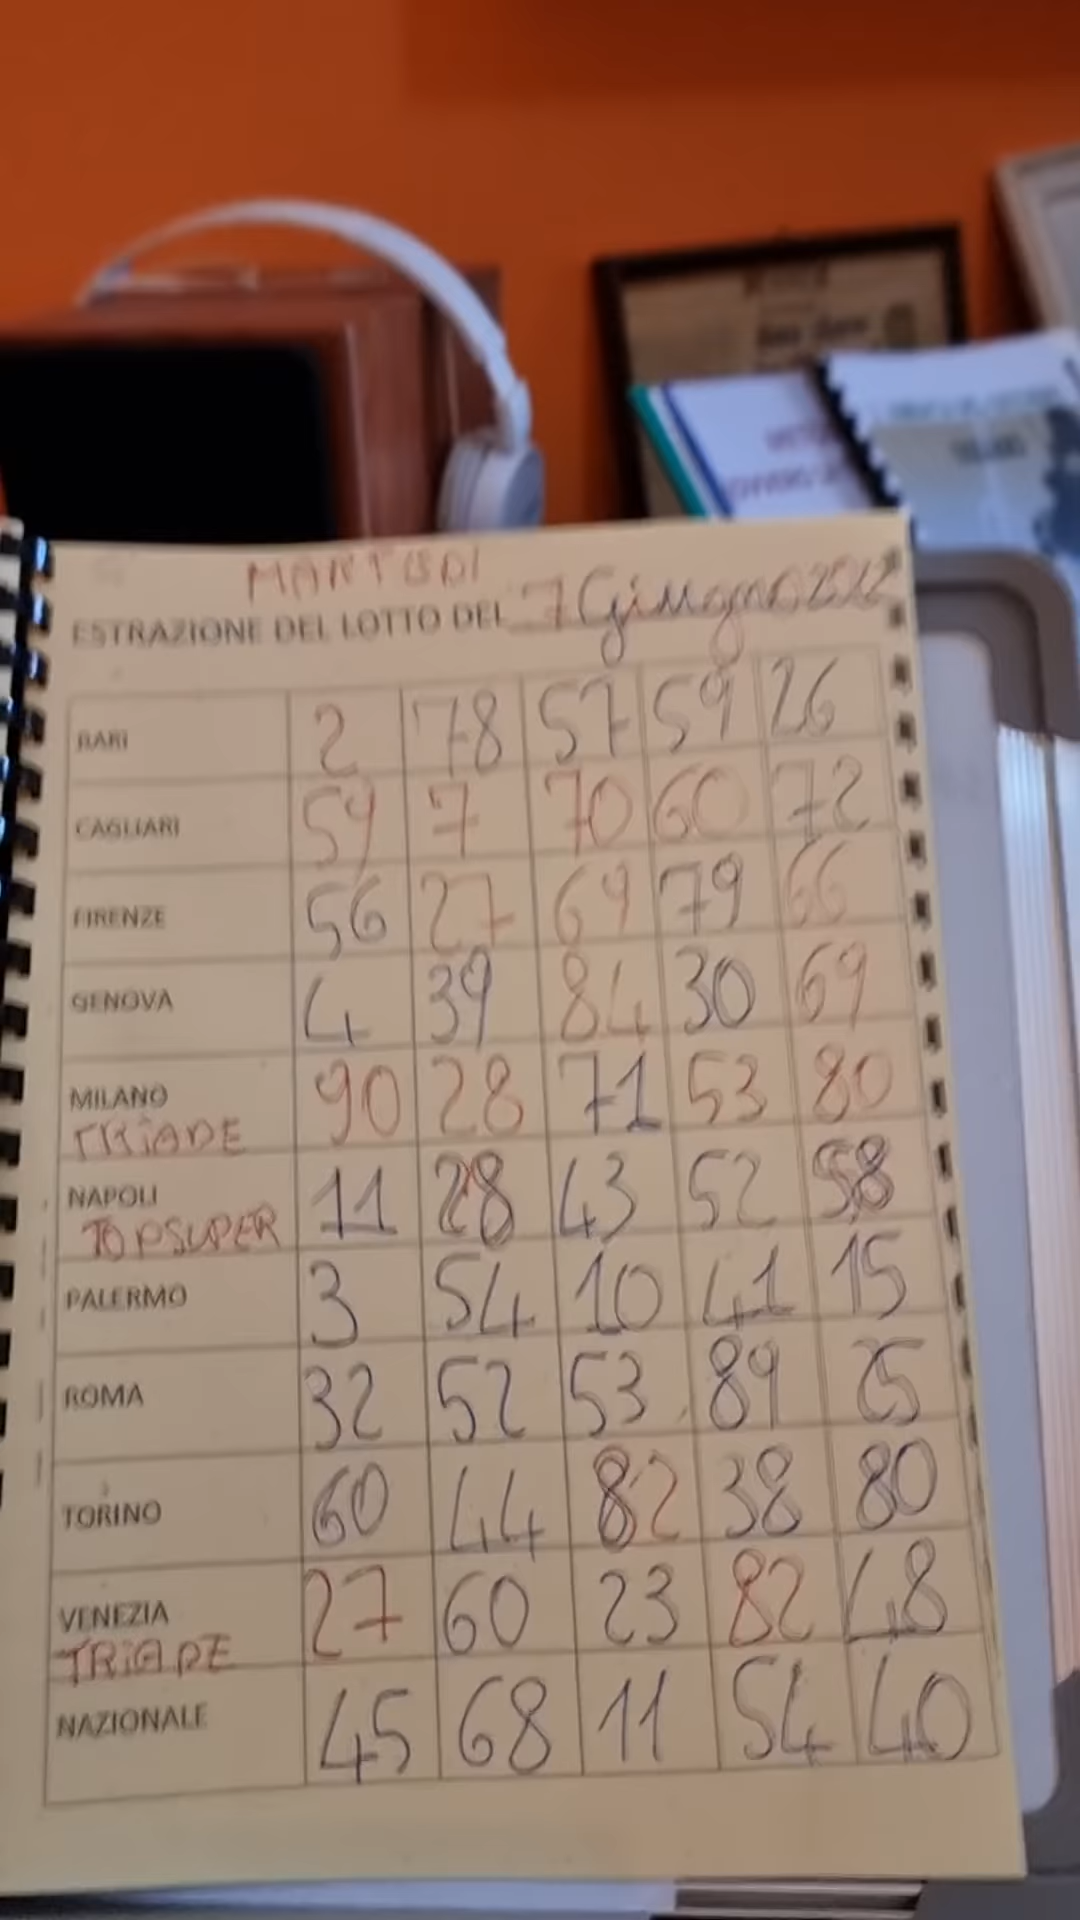 MARTEDI
ESTRAZIONE DEL LOTTO DEL 7 Giugno 2022
BARI 2 78 57 59 26
CAGLIARI 59 7 70 60 72
FIRENZE 56 27 69 79 66
GENOVA 4 39 84 30 69
MILANO 90 28 71 53 80
TRIADE
NAPOLI 11 28 43 52 58
TOPSUPER
PALERMO 3 54 10 41 15
ROMA 32 52 53 89 25
TORINO 60 44 82 38 80
VENEZIA 27 60 23 82 48
TRIADE
NAZIONALE 45 68 11 54 40